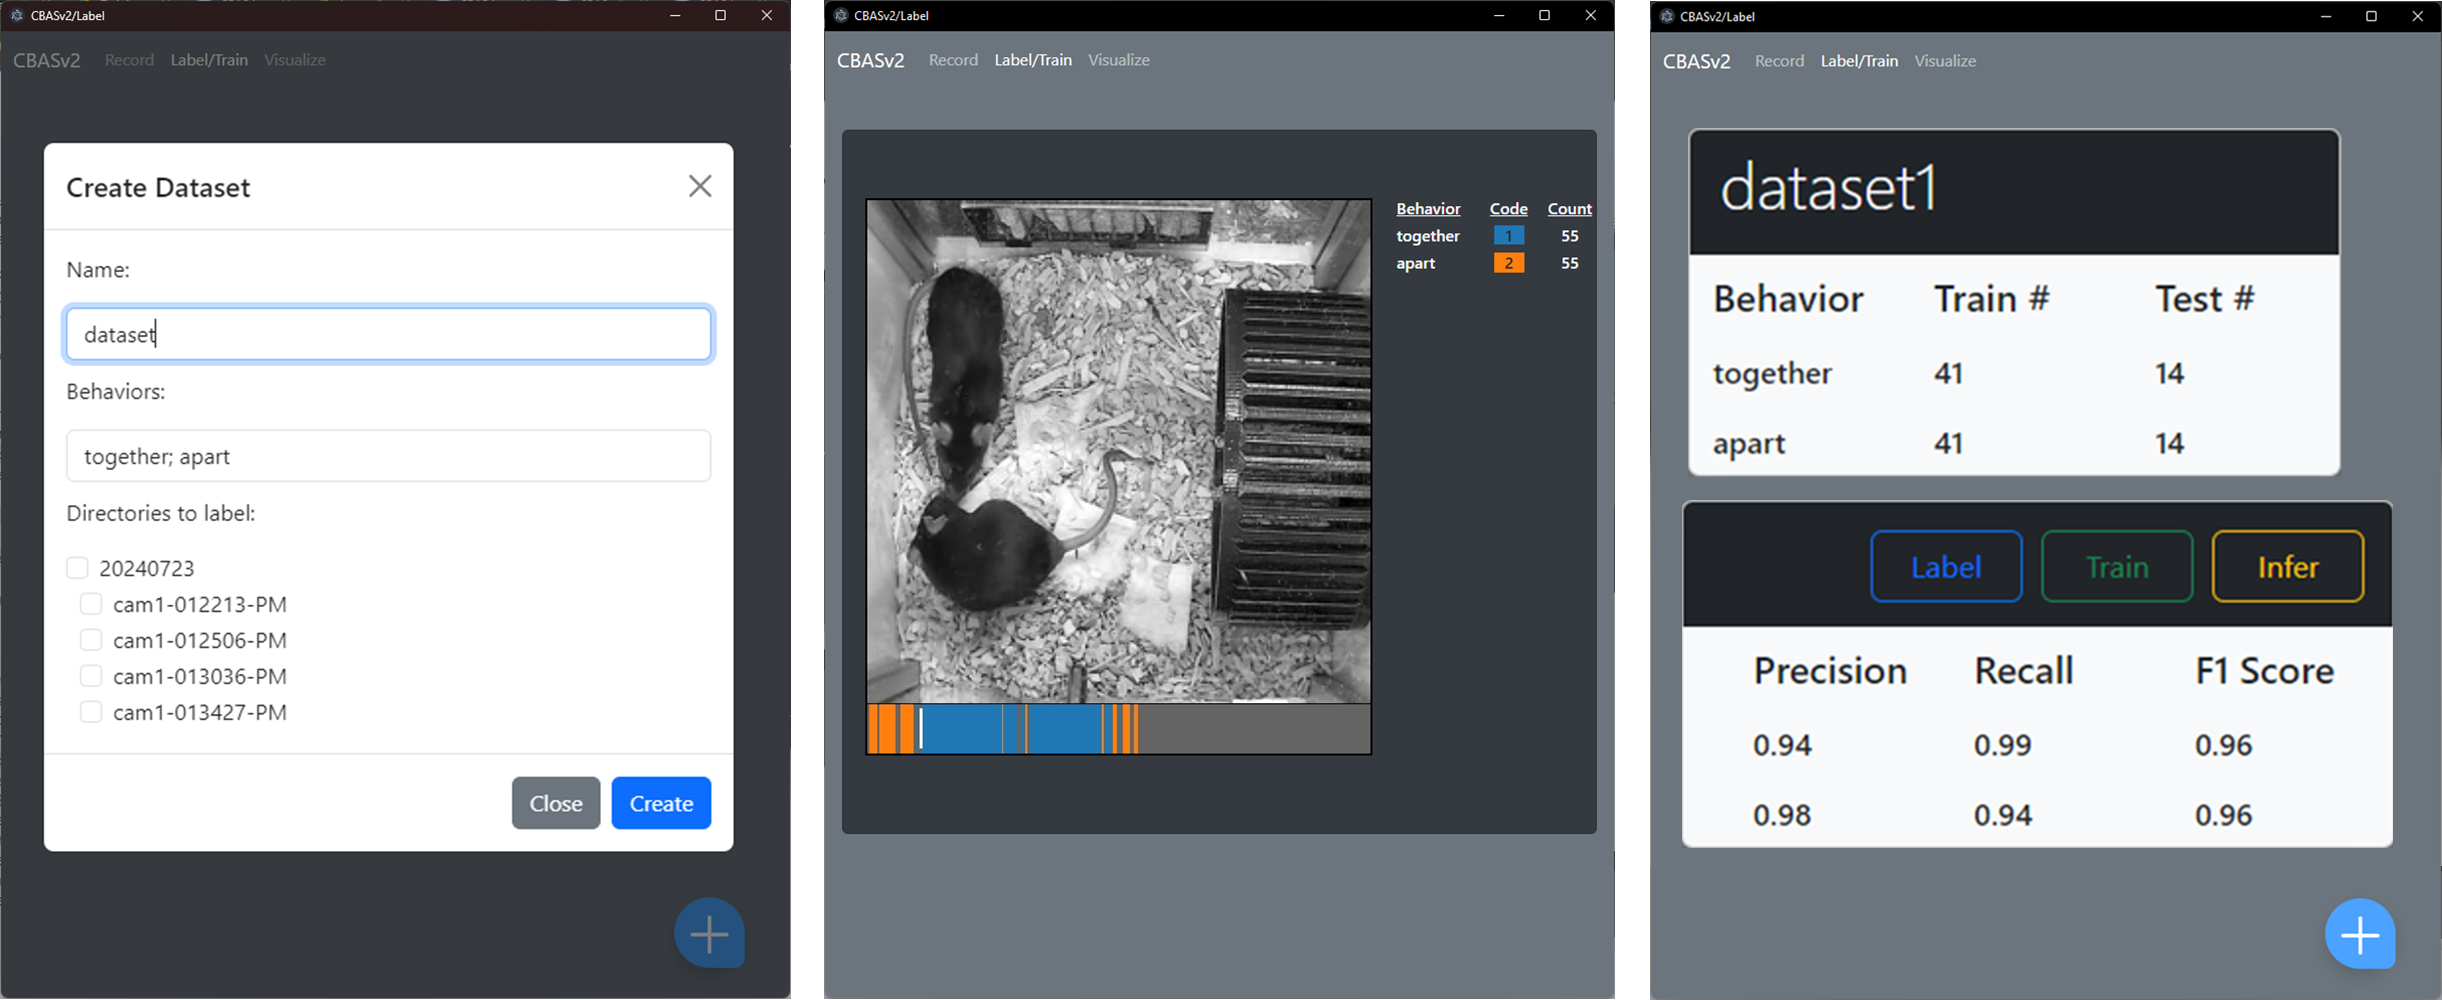 CBASv2/Label
CBASv2 Record Label/Train Visualize
Create Dataset
Name:
dataset
Behaviors:
together; apart
Directories to label:
20240723
cam1-012213-PM
cam1-012506-PM
cam1-013036-PM
cam1-013427-PM
Close Create
CBASv2/Label
CBASv2 Record Label/Train Visualize
Behavior Code Count
together 1 55
apart 2 55
CBASv2/Label
CBASv2 Record Label/Train Visualize
dataset1
Behavior Train # Test #
together 41 14
apart 41 14
Label Train Infer
Precision Recall F1 Score
0.94 0.99 0.96
0.98 0.94 0.96